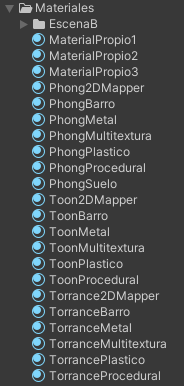 Materiales
EscenaB
MaterialPropio1
MaterialPropio2
MaterialPropio3
Phong2DMapper
PhongBarro
PhongMetal
PhongMultitextura
PhongPlastico
PhongProcedural
PhongSuelo
Toon2DMapper
ToonBarro
ToonMetal
ToonMultitextura
ToonPlastico
ToonProcedural
Torrance2DMapper
TorranceBarro
TorranceMetal
TorranceMultitextura
TorrancePlastico
TorranceProcedural